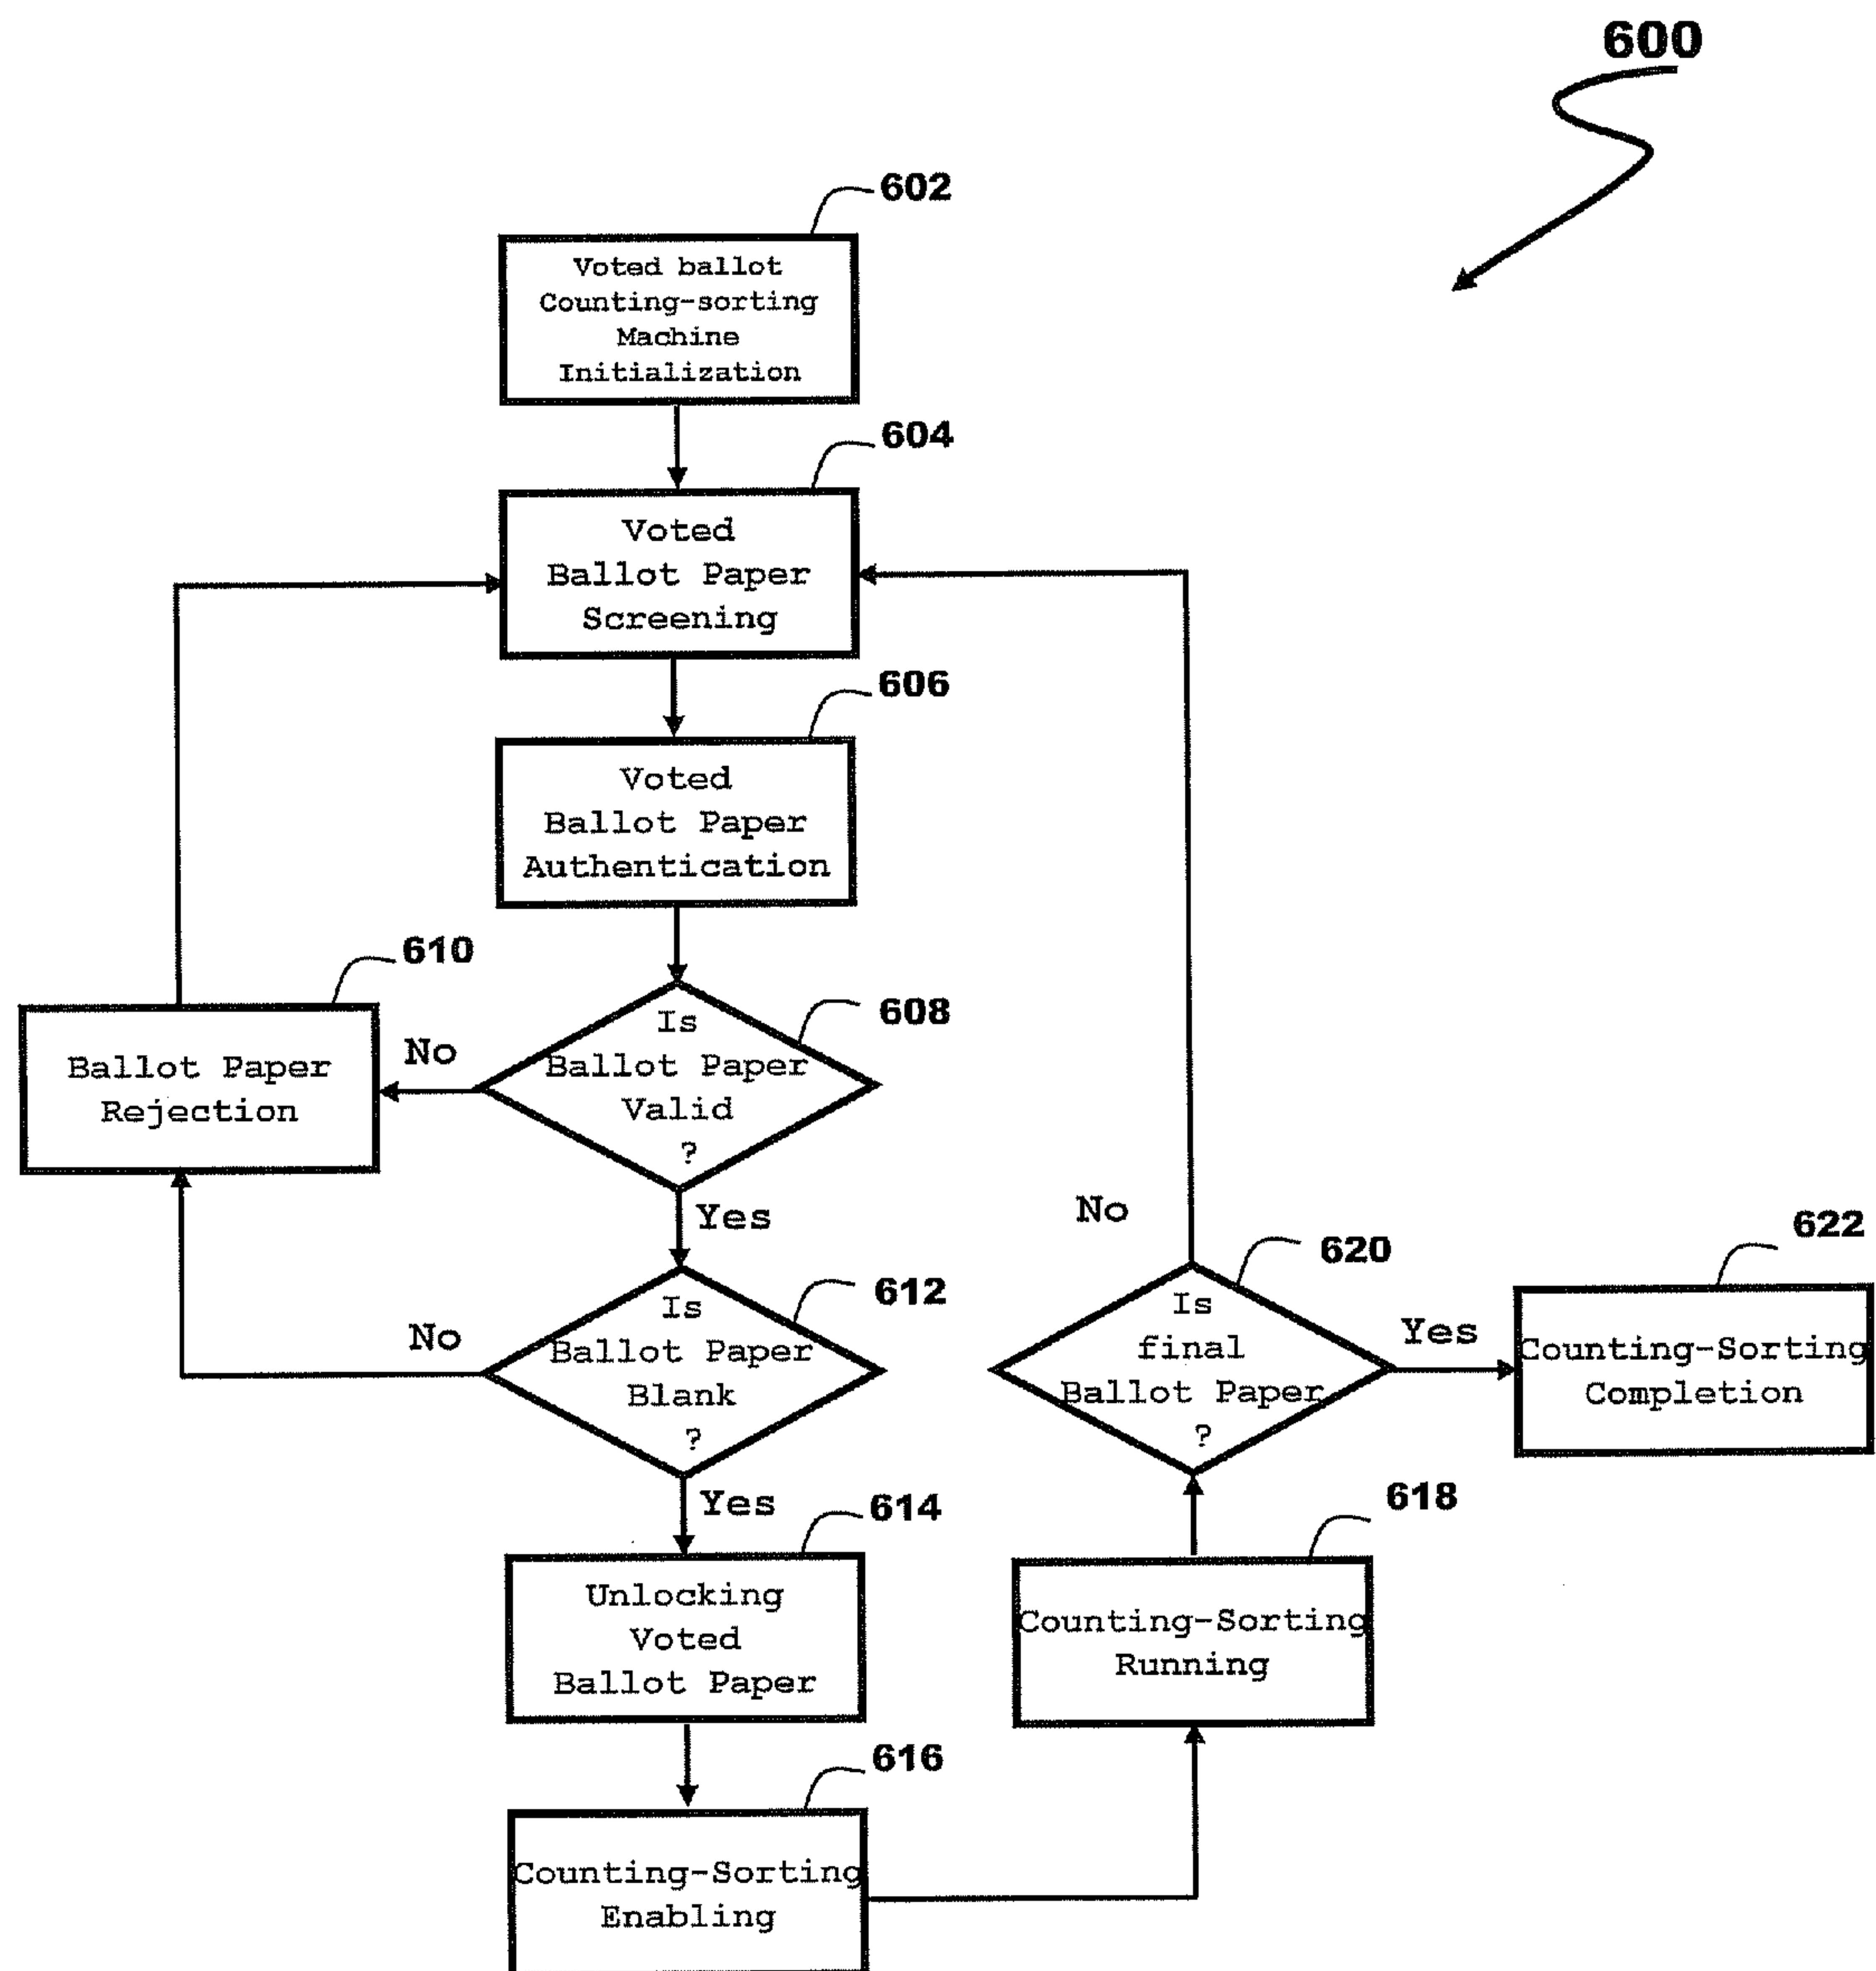 600
602
Voted ballot
Counting-sorting
Machine
Initialization
604
Voted
Ballot Paper
Screening
606
Voted
Ballot Paper
Authentication
610
Ballot Paper
Rejection
No
608
Is
Ballot Paper
Valid
?
Yes
612
Is
Ballot Paper
Blank
?
No
Yes
614
Unlocking
Voted
Ballot Paper
616
Counting-Sorting
Enabling
618
Counting-Sorting
Running
620
Is
final
Ballot Paper
?
No
Yes
622
Counting-Sorting
Completion